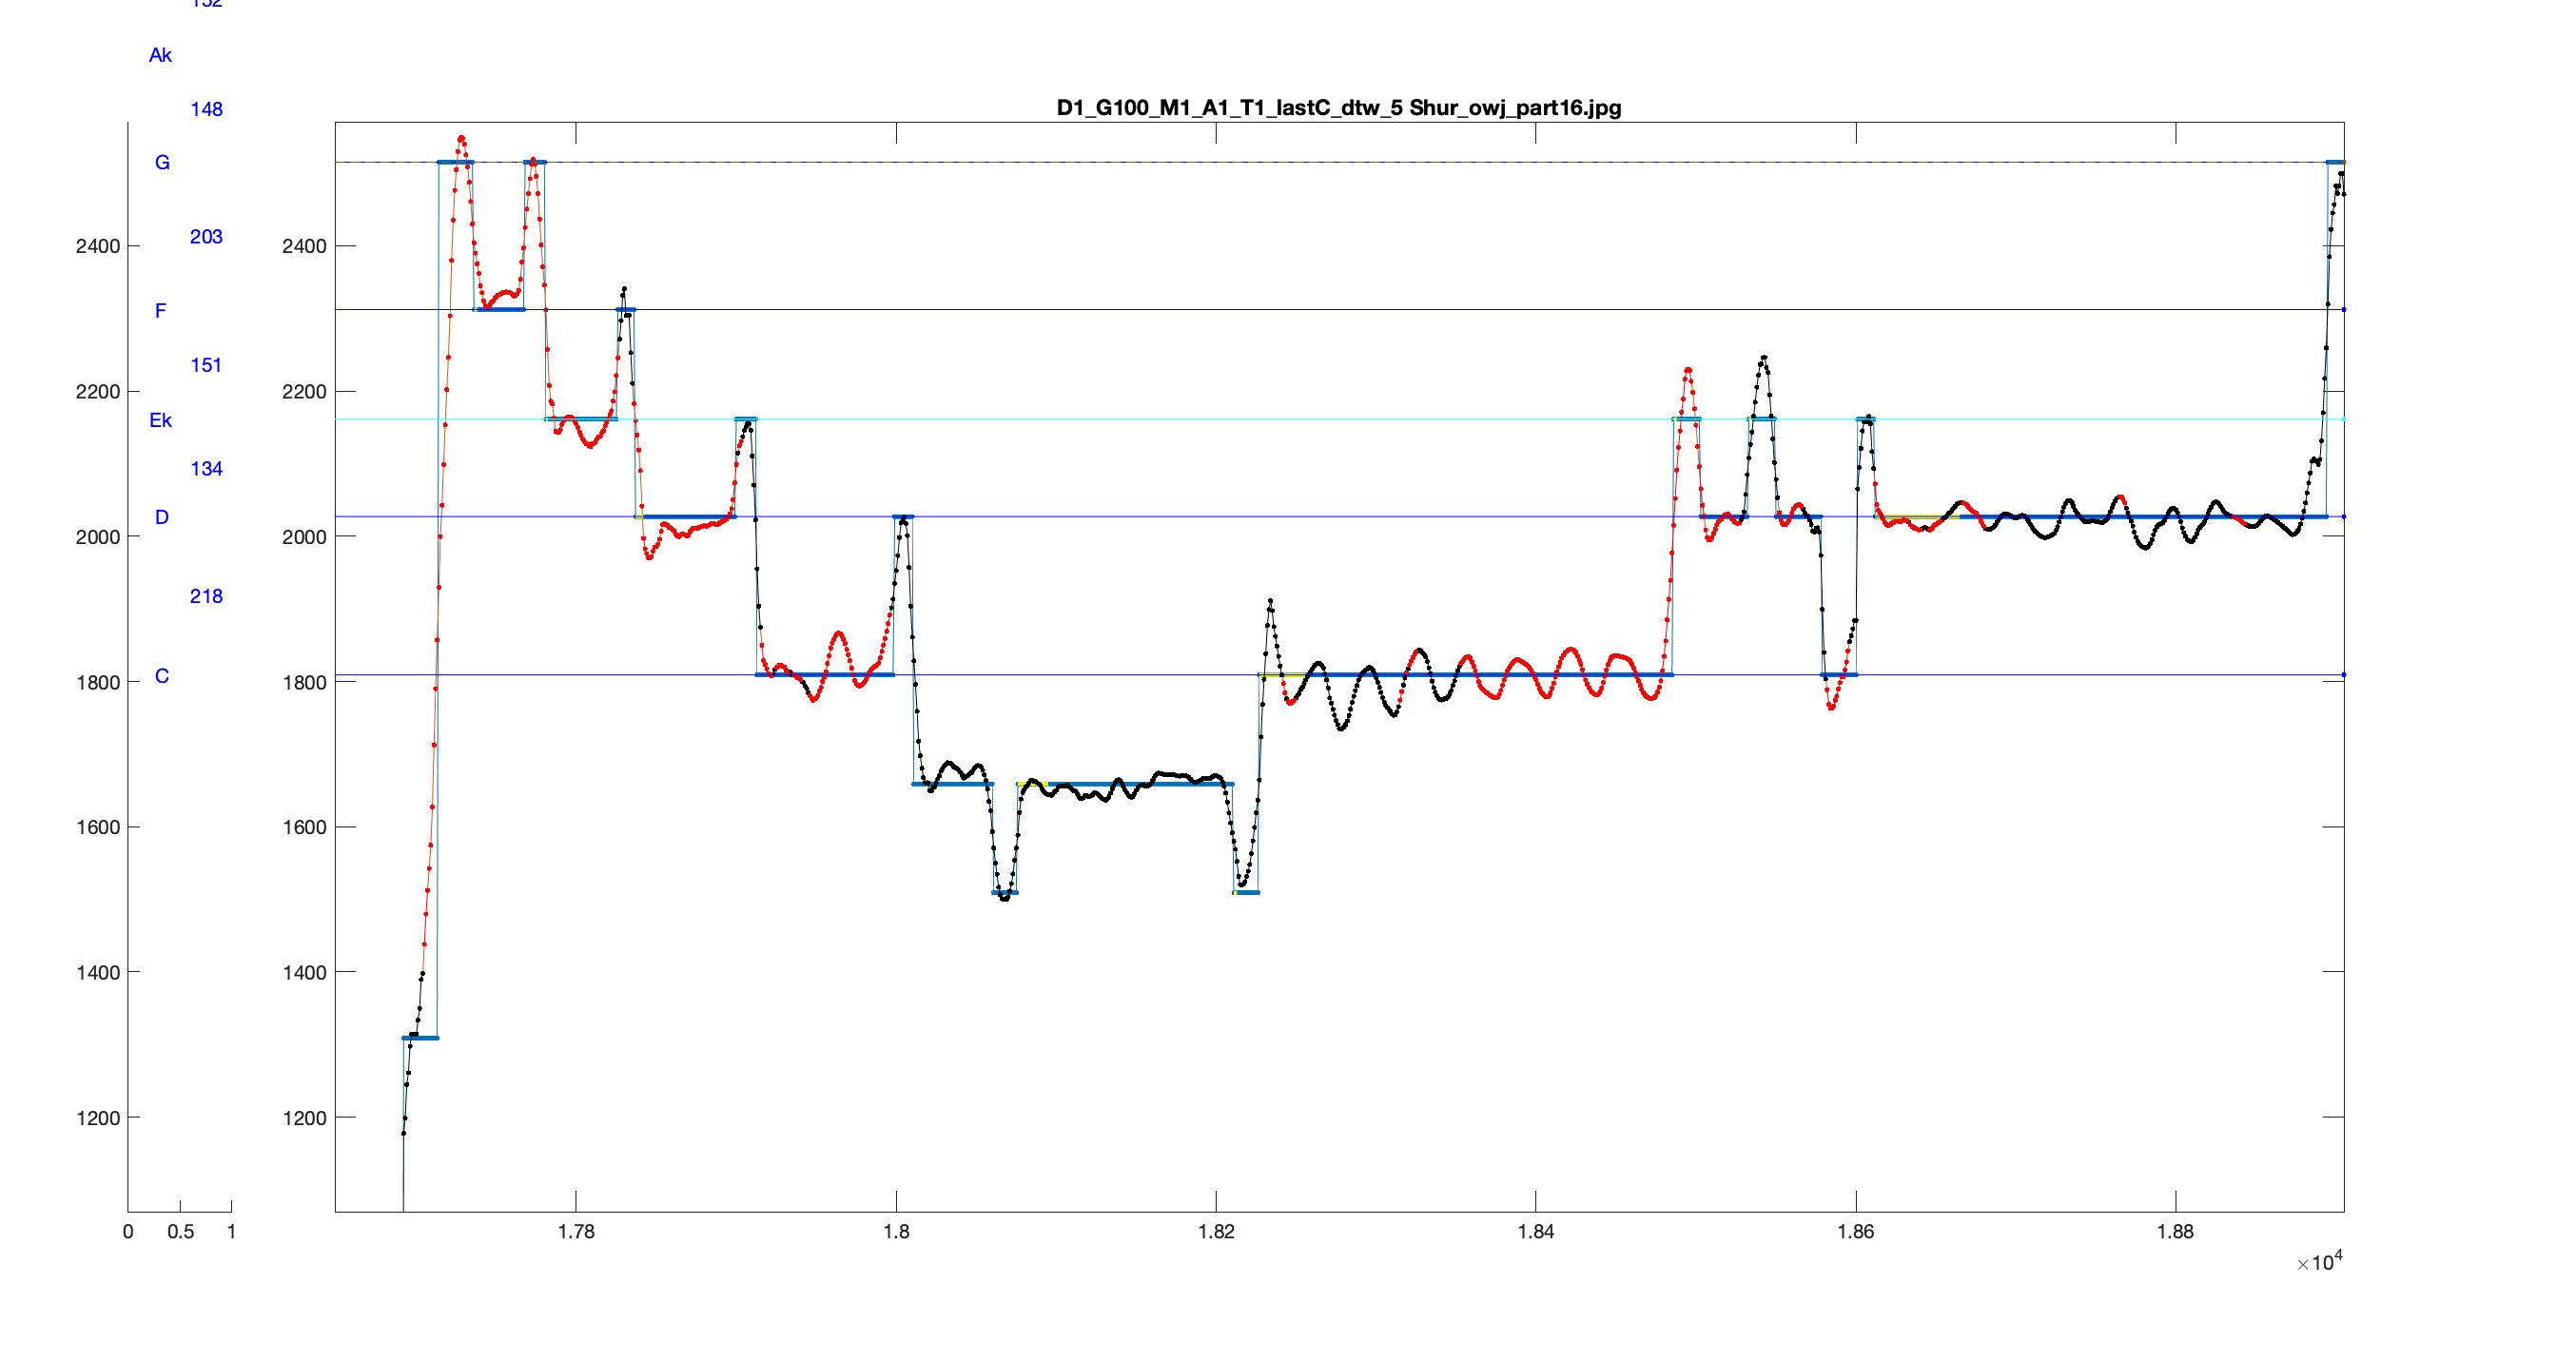 152
Ak
148
D1_G100_M1_A1_T1_lastC_dtw_5 Shur_owj_part16.jpg
G
203
2400 2400
F
151
2200 2200
Ek
134
D
2000 2000
218
C
1800 1800
1600 1600
1400 1400
1200 1200
0 0.5 1 1.78 1.8 1.82 1.84 1.86 1.88
×10⁴